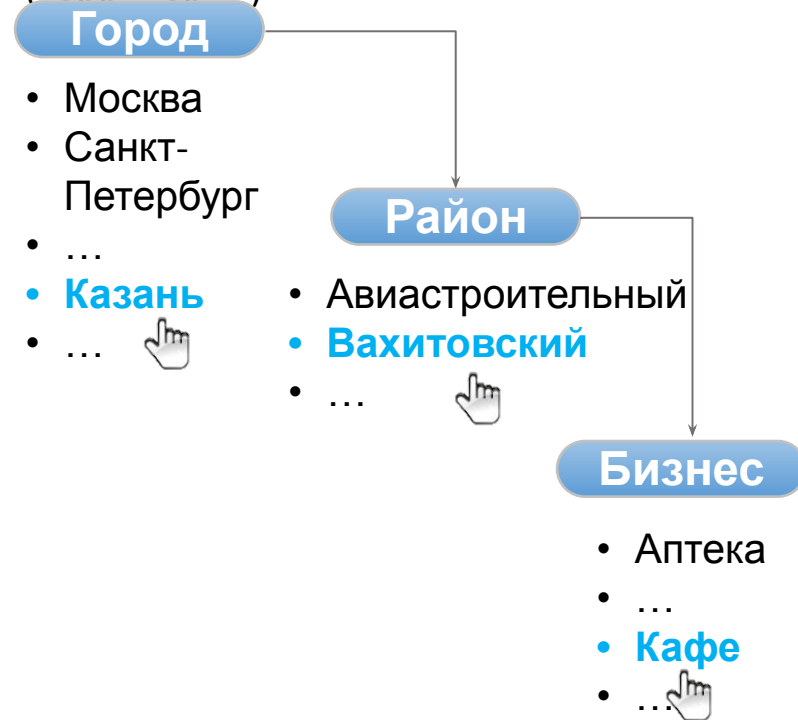 Город
• Москва
• Санкт-
Петербург
• …
• Казань
• …
Район
• Авиастроительный
• Вахитовский
• …
Бизнес
• Аптека
• …
• Кафе
• …